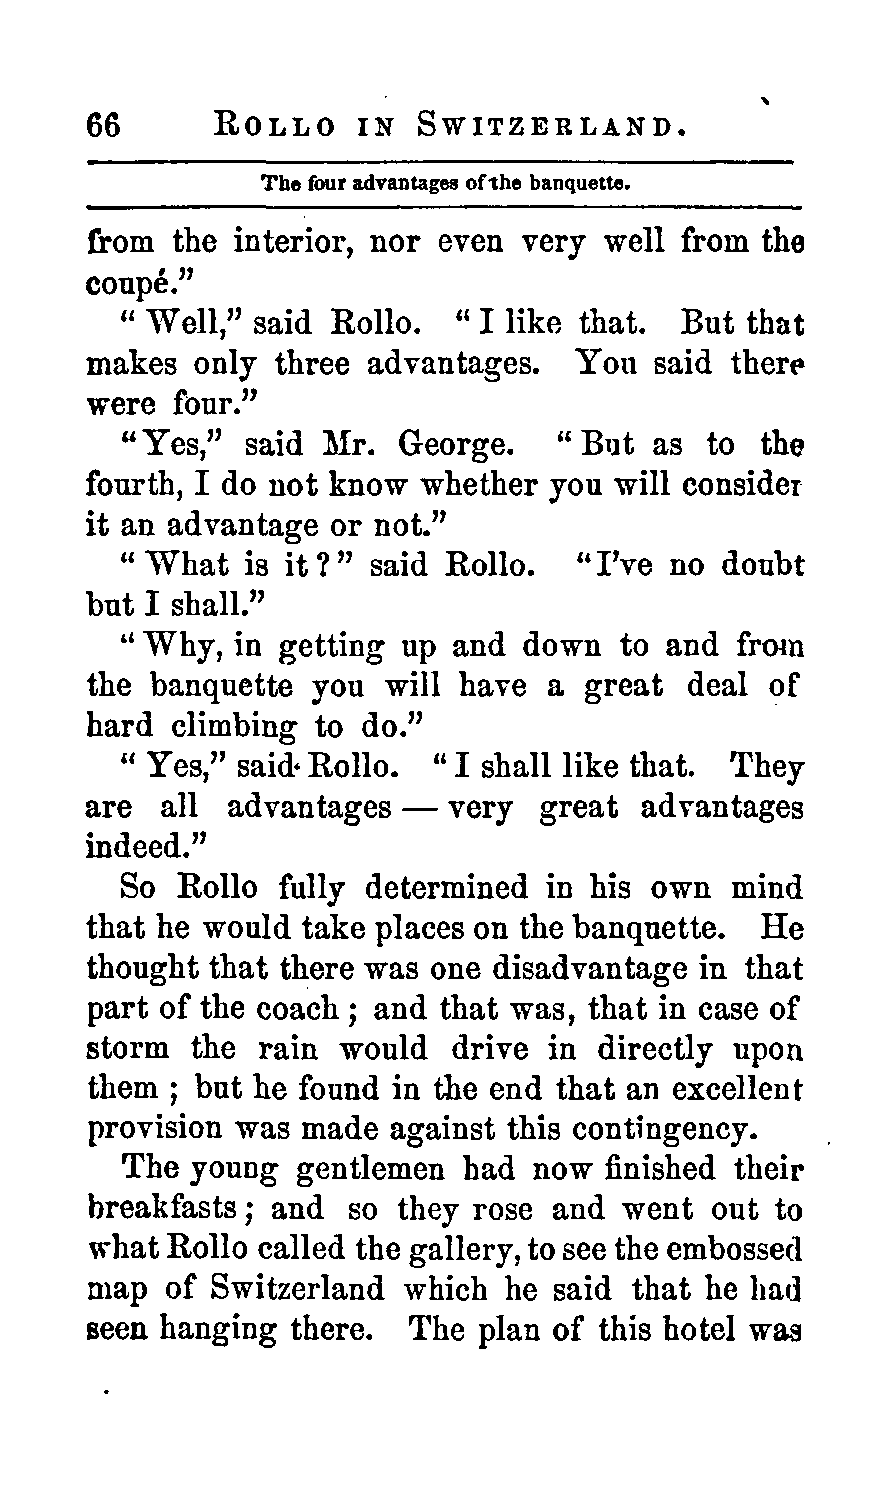 66 ROLLO IN SWITZERLAND.
The four advantages of the banquette.
from the interior, nor even very well from the
coupé."
" Well," said Rollo. " I like that. But that
makes only three advantages. You said there
were four."
"Yes," said Mr. George. " But as to the
fourth, I do not know whether you will consider
it an advantage or not."
" What is it ? " said Rollo. "I've no doubt
but I shall."
" Why, in getting up and down to and from
the banquette you will have a great deal of
hard climbing to do."
" Yes," said Rollo. " I shall like that. They
are all advantages — very great advantages
indeed."
So Rollo fully determined in his own mind
that he would take places on the banquette. He
thought that there was one disadvantage in that
part of the coach ; and that was, that in case of
storm the rain would drive in directly upon
them ; but he found in the end that an excellent
provision was made against this contingency.
The young gentlemen had now finished their
breakfasts ; and so they rose and went out to
what Rollo called the gallery, to see the embossed
map of Switzerland which he said that he had
seen hanging there. The plan of this hotel was